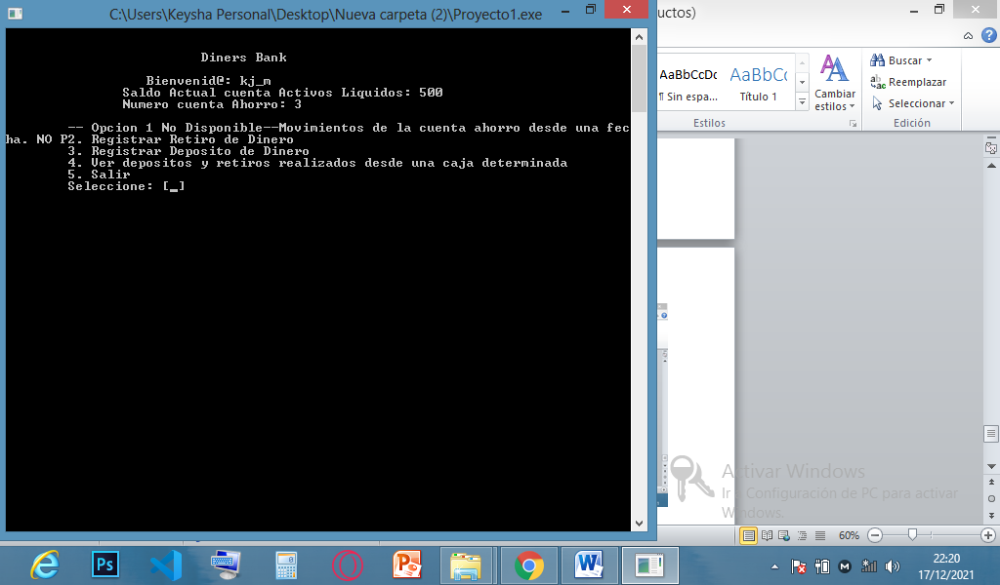 C:\Users\Keysha Personal\Desktop\Nueva carpeta (2)\Proyecto1.exe
uctos)
Diners Bank
Bienvenid@: kj_m
Saldo Actual cuenta Activos Liquidos: 500
Numero cuenta Ahorro: 3
-- Opcion 1 No Disponible--Movimientos de la cuenta ahorro desde una fec
ha. NO P2. Registrar Retiro de Dinero
3. Registrar Deposito de Dinero
4. Ver depositos y retiros realizados desde una caja determinada
5. Salir
Seleccione: [_]
AaBbCcDc
¶ Sin espa...
AaBbC
Título 1
Cambiar
estilos
Estilos
Buscar
Reemplazar
Seleccionar
Edición
Activar Windows
Ir a Configuración de PC para activar
Windows.
60%
Ps
22:20
17/12/2021